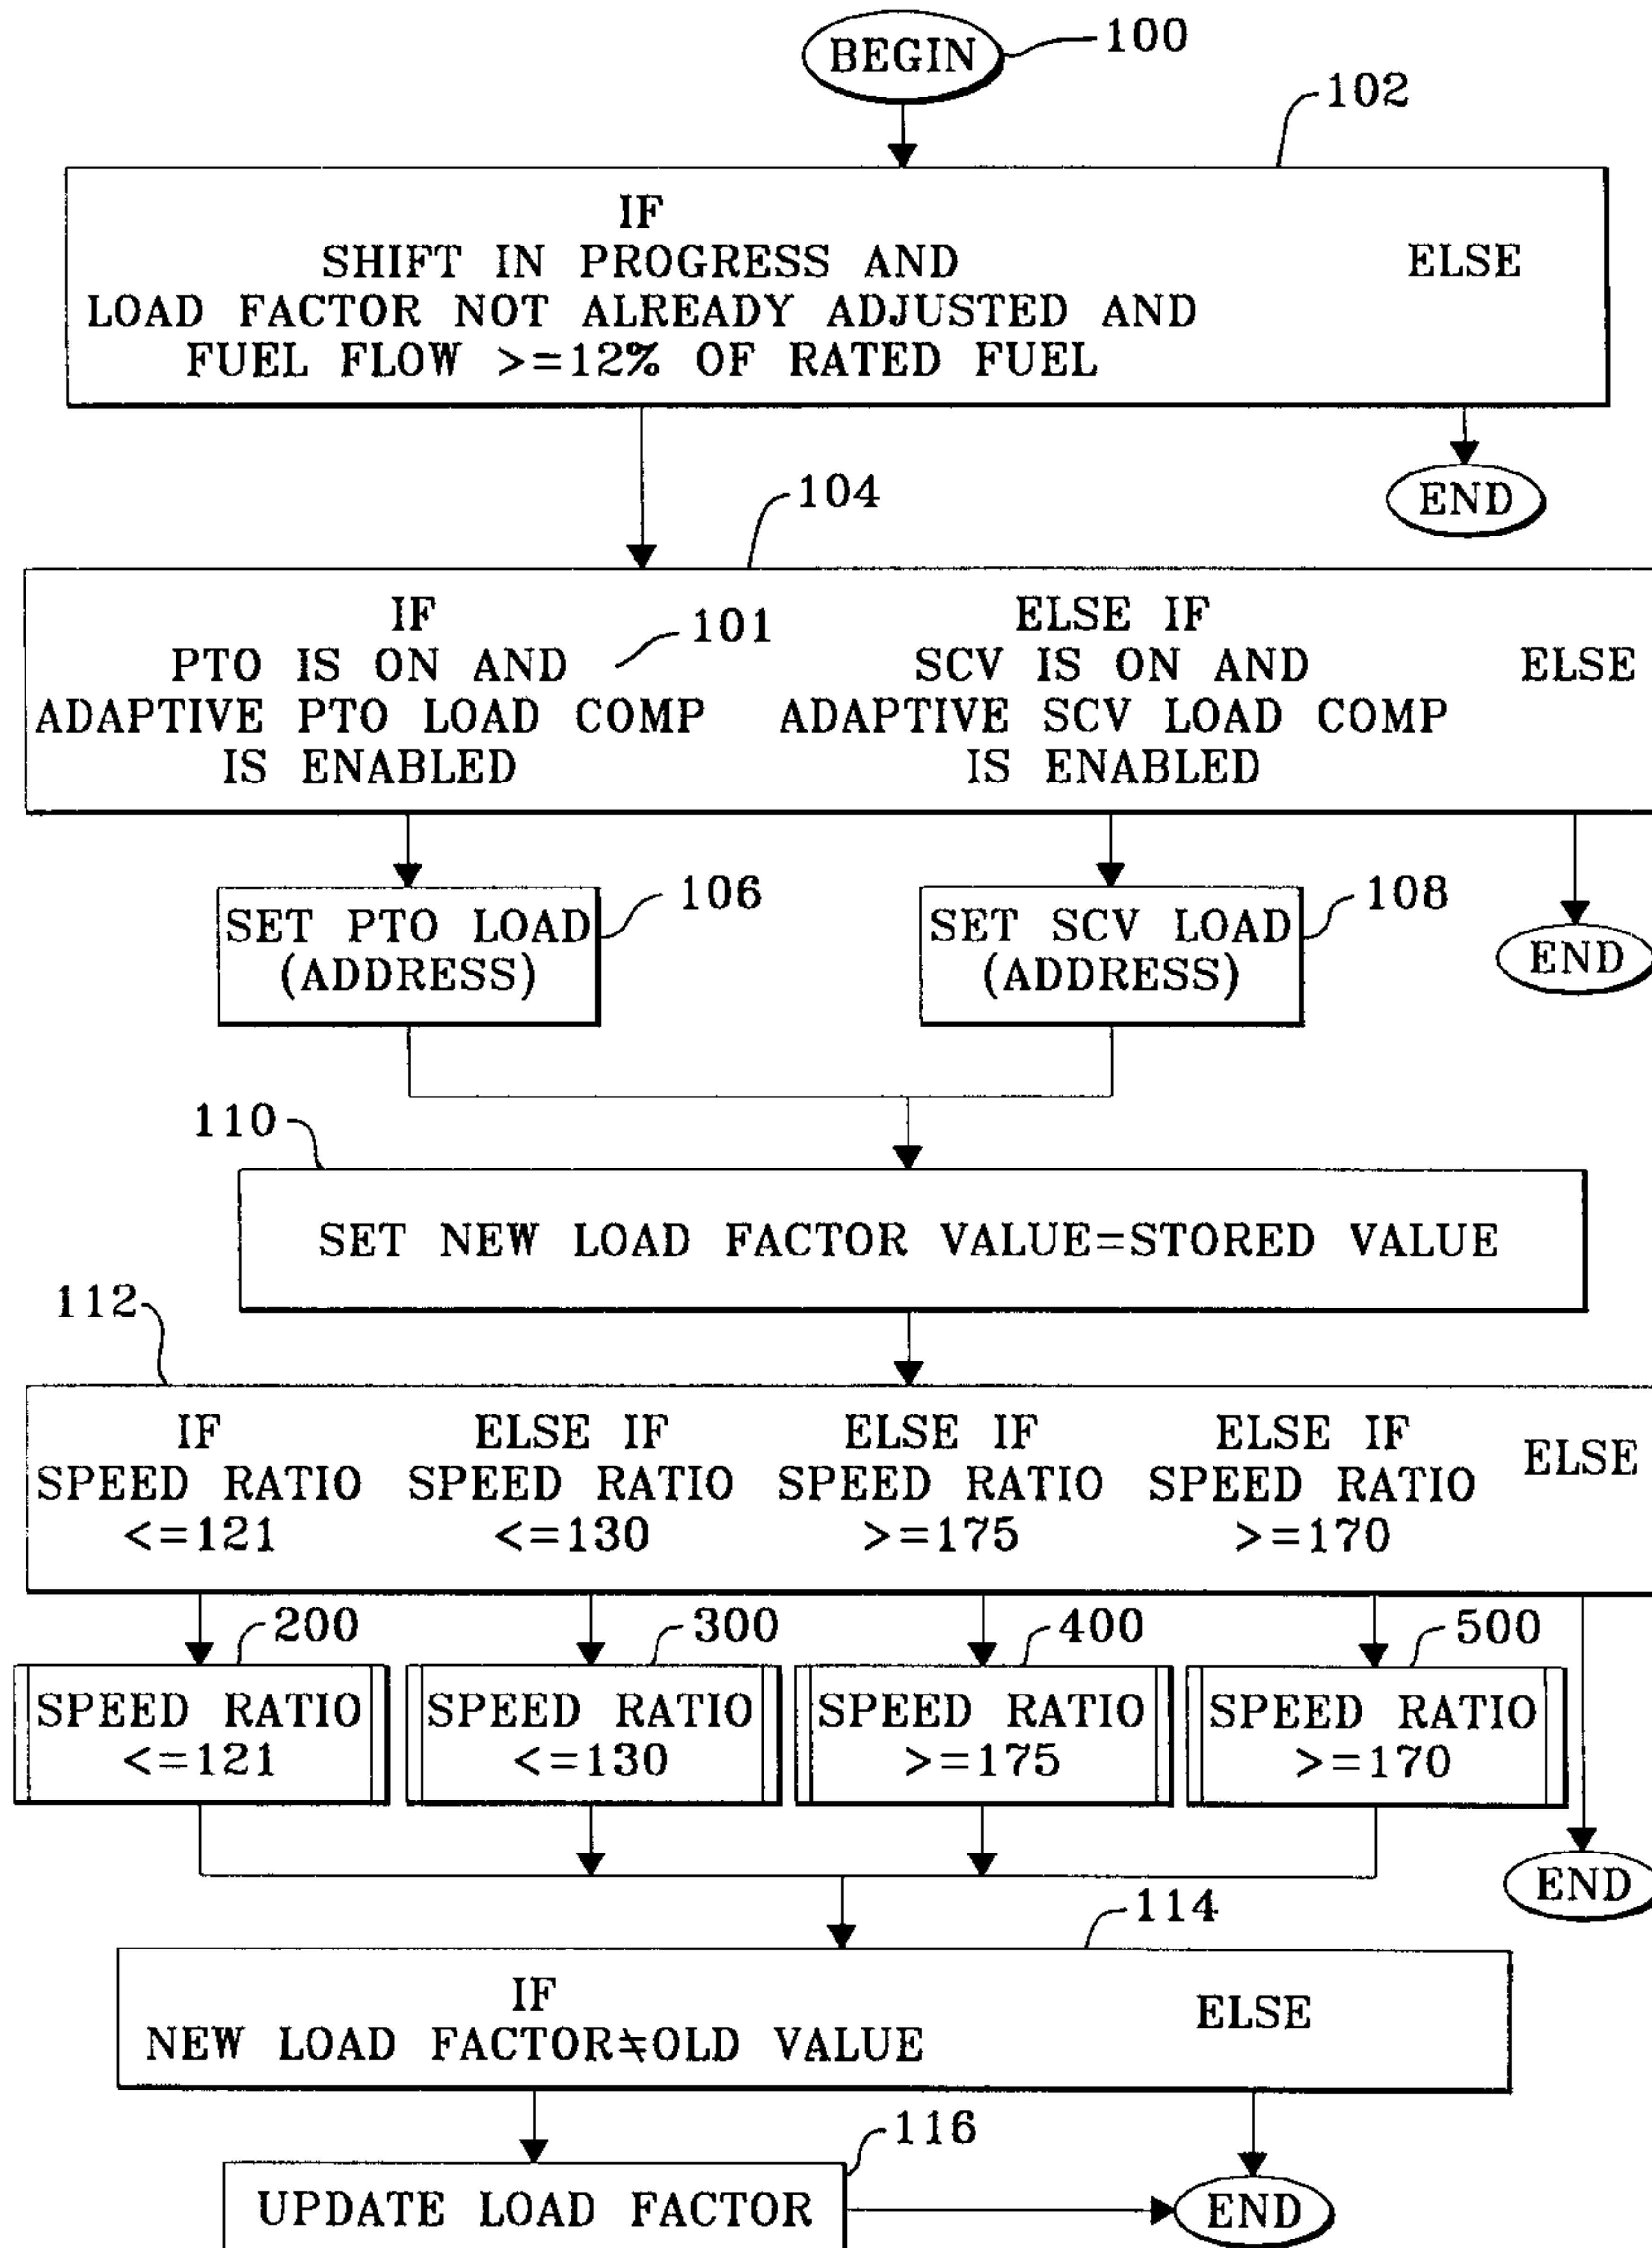 BEGIN
100
102
IF
SHIFT IN PROGRESS AND
LOAD FACTOR NOT ALREADY ADJUSTED AND
FUEL FLOW >=12% OF RATED FUEL
ELSE
END
104
IF
PTO IS ON AND
ADAPTIVE PTO LOAD COMP
IS ENABLED
101
ELSE IF
SCV IS ON AND
ADAPTIVE SCV LOAD COMP
IS ENABLED
ELSE
SET PTO LOAD
(ADDRESS)
106
SET SCV LOAD
(ADDRESS)
108
END
110
SET NEW LOAD FACTOR VALUE=STORED VALUE
112
IF
SPEED RATIO
<=121
ELSE IF
SPEED RATIO
<=130
ELSE IF
SPEED RATIO
>=175
ELSE IF
SPEED RATIO
>=170
ELSE
200
SPEED RATIO
<=121
300
SPEED RATIO
<=130
400
SPEED RATIO
>=175
500
SPEED RATIO
>=170
END
114
IF
NEW LOAD FACTOR≒OLD VALUE
ELSE
116
UPDATE LOAD FACTOR
END